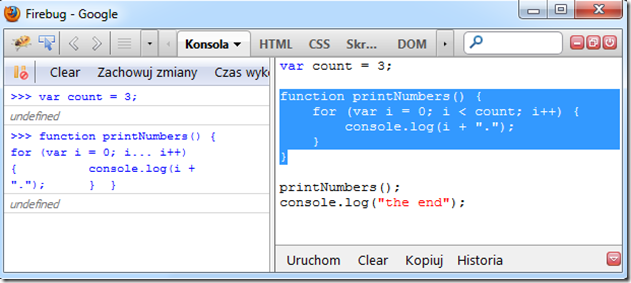 Firebug - Google
Konsola HTML CSS Skr... DOM
Clear Zachowuj zmiany Czas wyko
>>> var count = 3;
undefined
>>> function printNumbers() {
for (var i = 0; i... i++)
{ console.log(i +
"."); } }
undefined
var count = 3;
function printNumbers() {
for (var i = 0; i < count; i++) {
console.log(i + ".");
}
}
printNumbers();
console.log("the end");
Uruchom Clear Kopiuj Historia